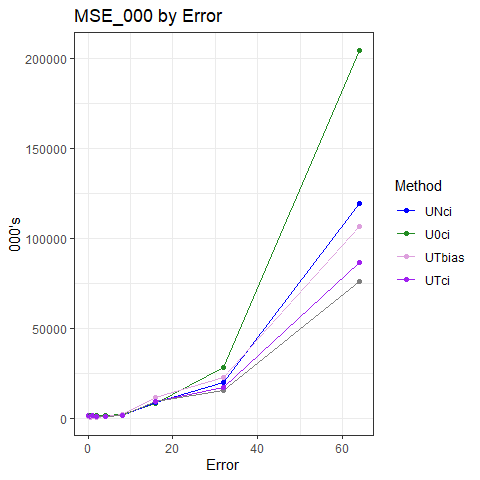 MSE_000 by Error
200000
150000
100000
50000
0
000's
0
20
40
60
Error
Method
UNci
U0ci
UTbias
UTci